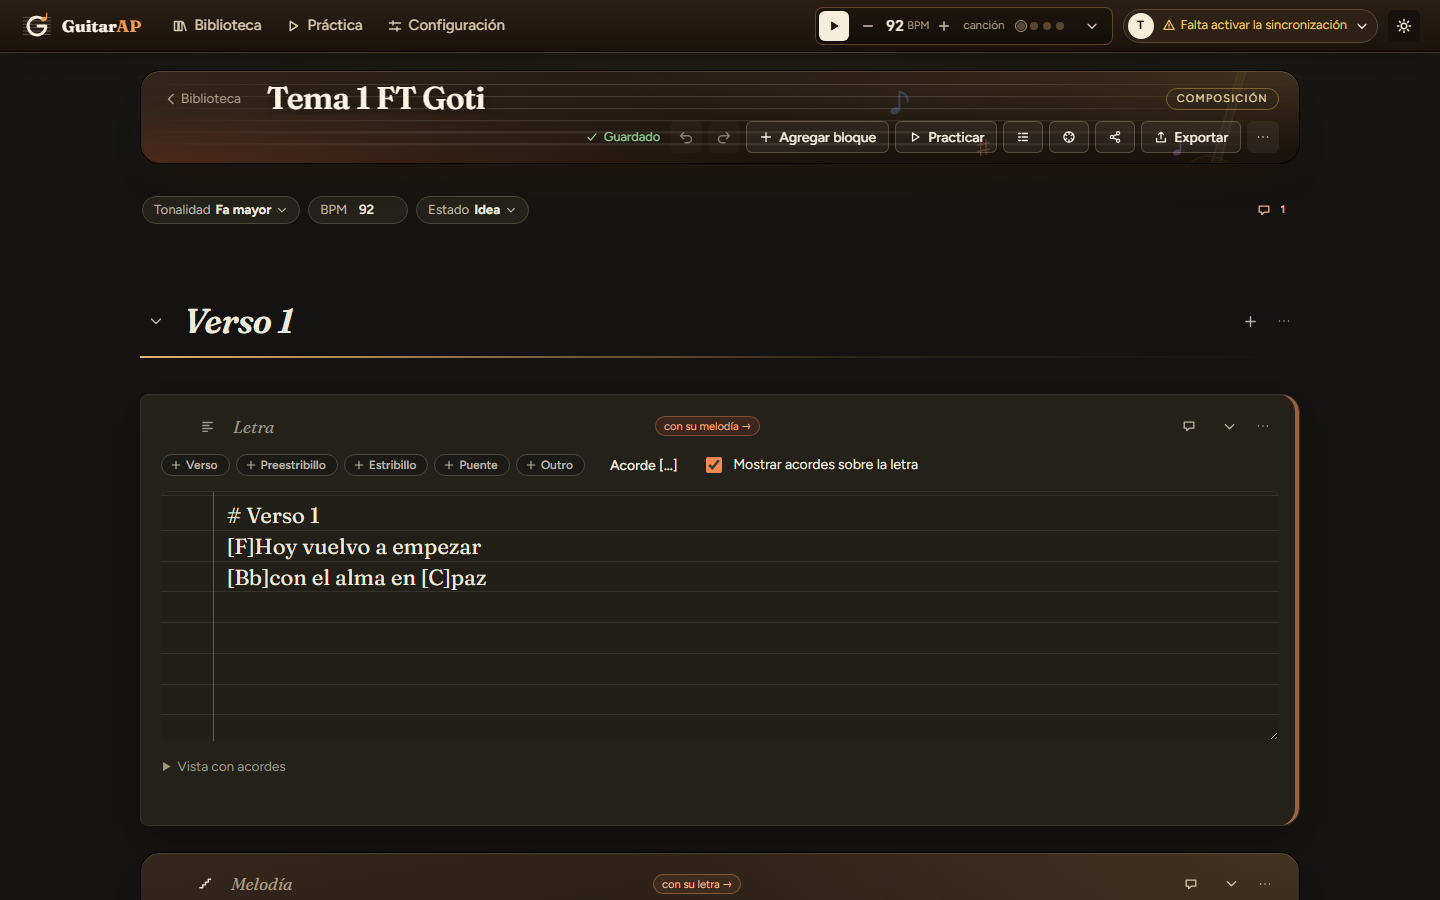 GuitarAP Biblioteca Práctica Configuración 92 BPM canción T Falta activar la sincronización
Biblioteca Tema 1 FT Goti COMPOSICIÓN
Guardado Agregar bloque Practicar Exportar
Tonalidad Fa mayor BPM 92 Estado Idea 1
Verso 1
Letra con su melodía →
+ Verso + Preestribillo + Estribillo + Puente + Outro Acorde [...] Mostrar acordes sobre la letra
# Verso 1
[F]Hoy vuelvo a empezar
[Bb]con el alma en [C]paz
Vista con acordes
Melodía con su letra →